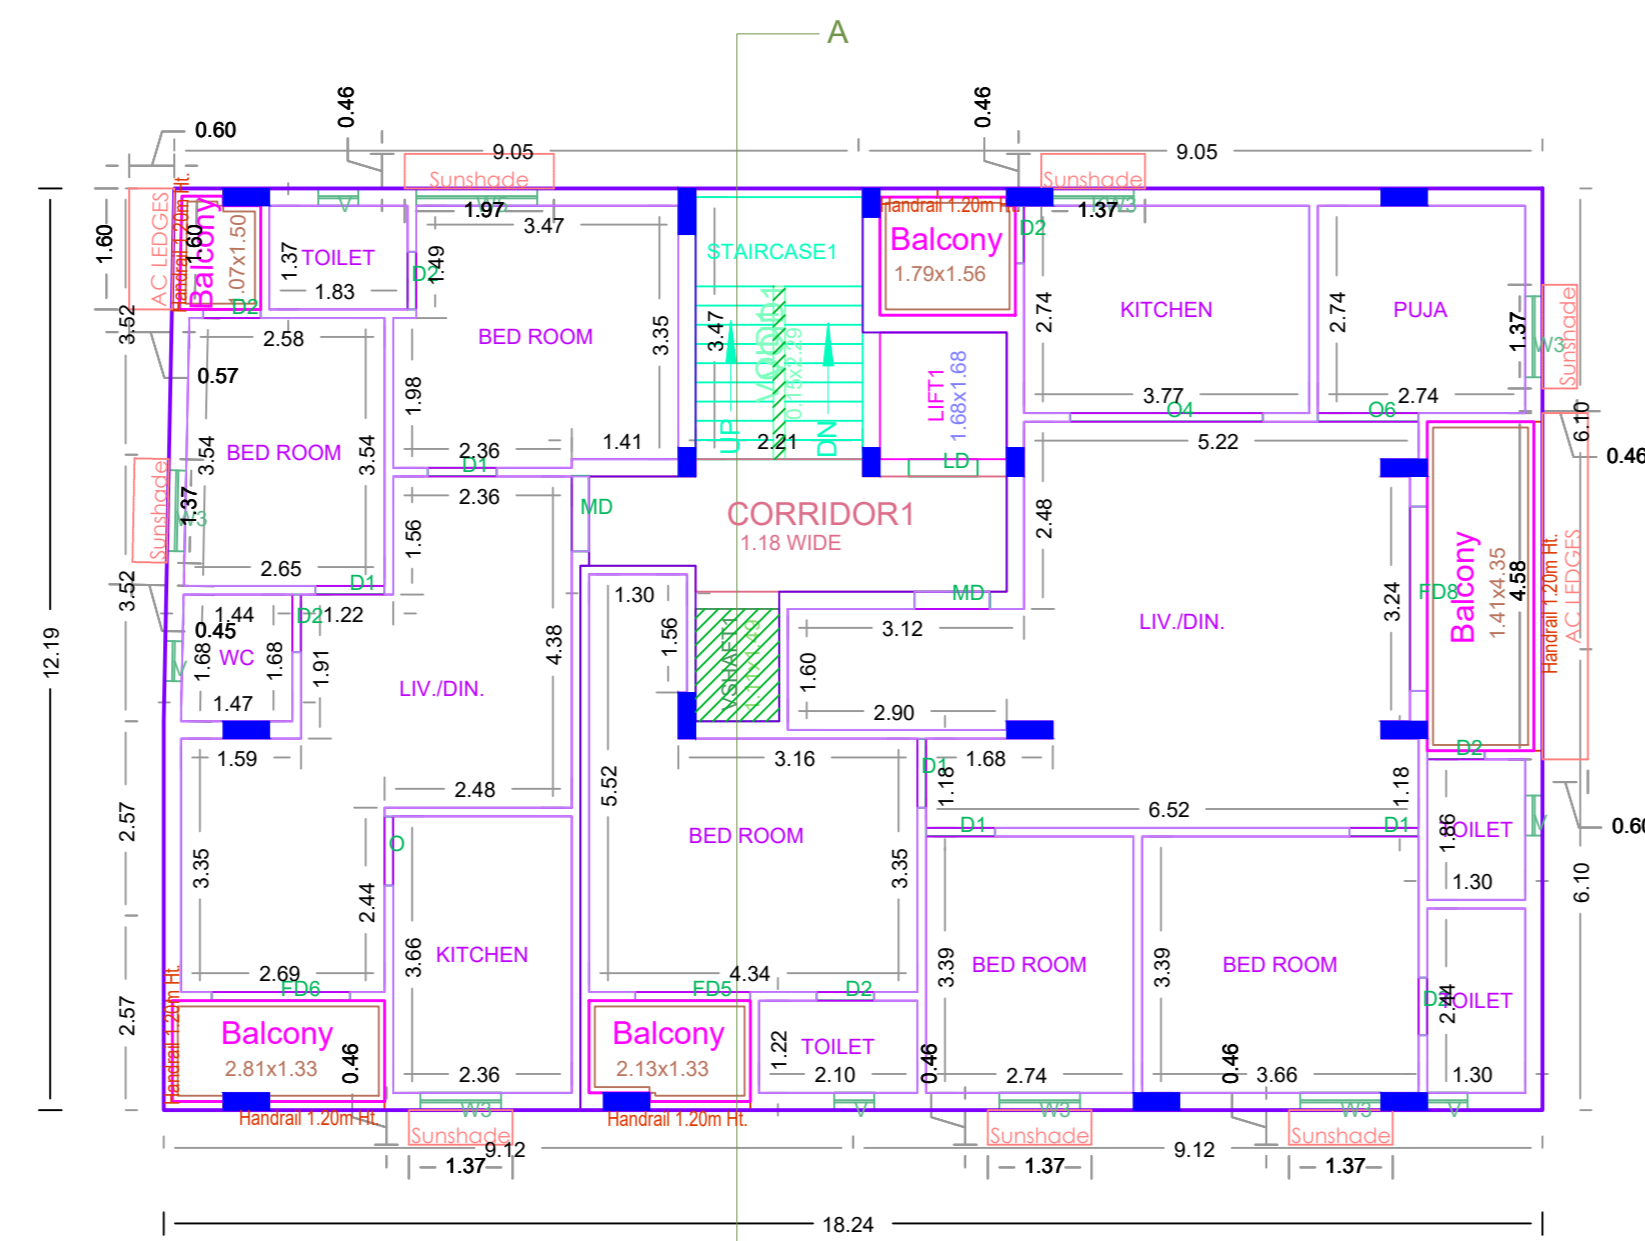 A
0.46
0.46
0.60
9.05
9.05
Sunshade
Sunshade
AC LEDGES
Handrail 1.20m Ht.
Balcony
1.07x1.50
1.60
1.60
V
1.97
3.47
1.37
TOILET
1.83
1.49
D2
D2
STAIRCASE1
Handrail 1.20m Ht.
Balcony
1.79x1.56
D2
1.37
KITCHEN
2.74
3.77
O4
PUJA
2.74
2.74
O6
1.37
W3
Sunshade
6.10
0.46
3.52
2.58
0.57
BED ROOM
3.35
1.98
3.47
UP
DN
0.15x2.29
2.21
LIFT1
1.68x1.68
LD
BED ROOM
3.54
3.54
2.36
D1
1.41
2.36
5.22
Sunshade
1.37
2.65
D1
1.56
MD
CORRIDOR1
1.18 WIDE
2.48
MD
3.24
FD8
Balcony
1.41x4.35
4.58
Handrail 1.20m Ht.
AC LEDGES
3.52
12.19
1.44
D2
1.22
0.45
WC
1.68
1.68
1.91
1.47
V
4.38
LIV./DIN.
1.30
1.56
VSHAFT1
3.12
1.60
2.90
LIV./DIN.
1.59
2.48
5.52
3.16
D1
1.68
1.18
6.52
1.18
D2
2.57
3.35
O
2.44
BED ROOM
3.35
D1
D1
TOILET
1.86
1.30
V
0.60
6.10
3.66
KITCHEN
2.69
FD6
4.34
FD5
D2
3.39
BED ROOM
3.39
BED ROOM
TOILET
2.44
2.57
Handrail 1.20m Ht.
Balcony
2.81x1.33
0.46
2.36
Balcony
2.13x1.33
1.22
TOILET
2.10
0.46
2.74
0.46
3.66
1.30
Handrail 1.20m Ht.
W3
Handrail 1.20m Ht.
V
W3
W3
V
Sunshade
Sunshade
Sunshade
9.12
9.12
1.37
1.37
1.37
18.24